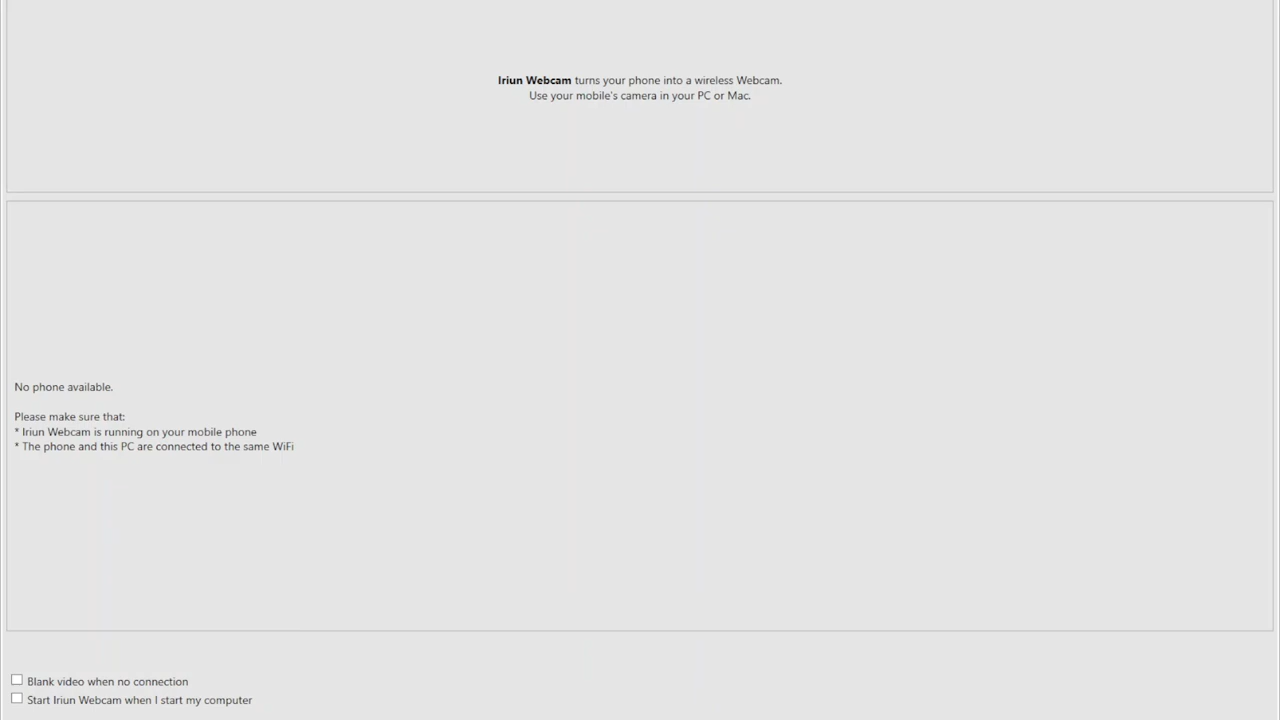 Iriun Webcam turns your phone into a wireless Webcam.
Use your mobile's camera in your PC or Mac.
No phone available.
Please make sure that:
* Iriun Webcam is running on your mobile phone
* The phone and this PC are connected to the same WiFi
Blank video when no connection
Start Iriun Webcam when I start my computer